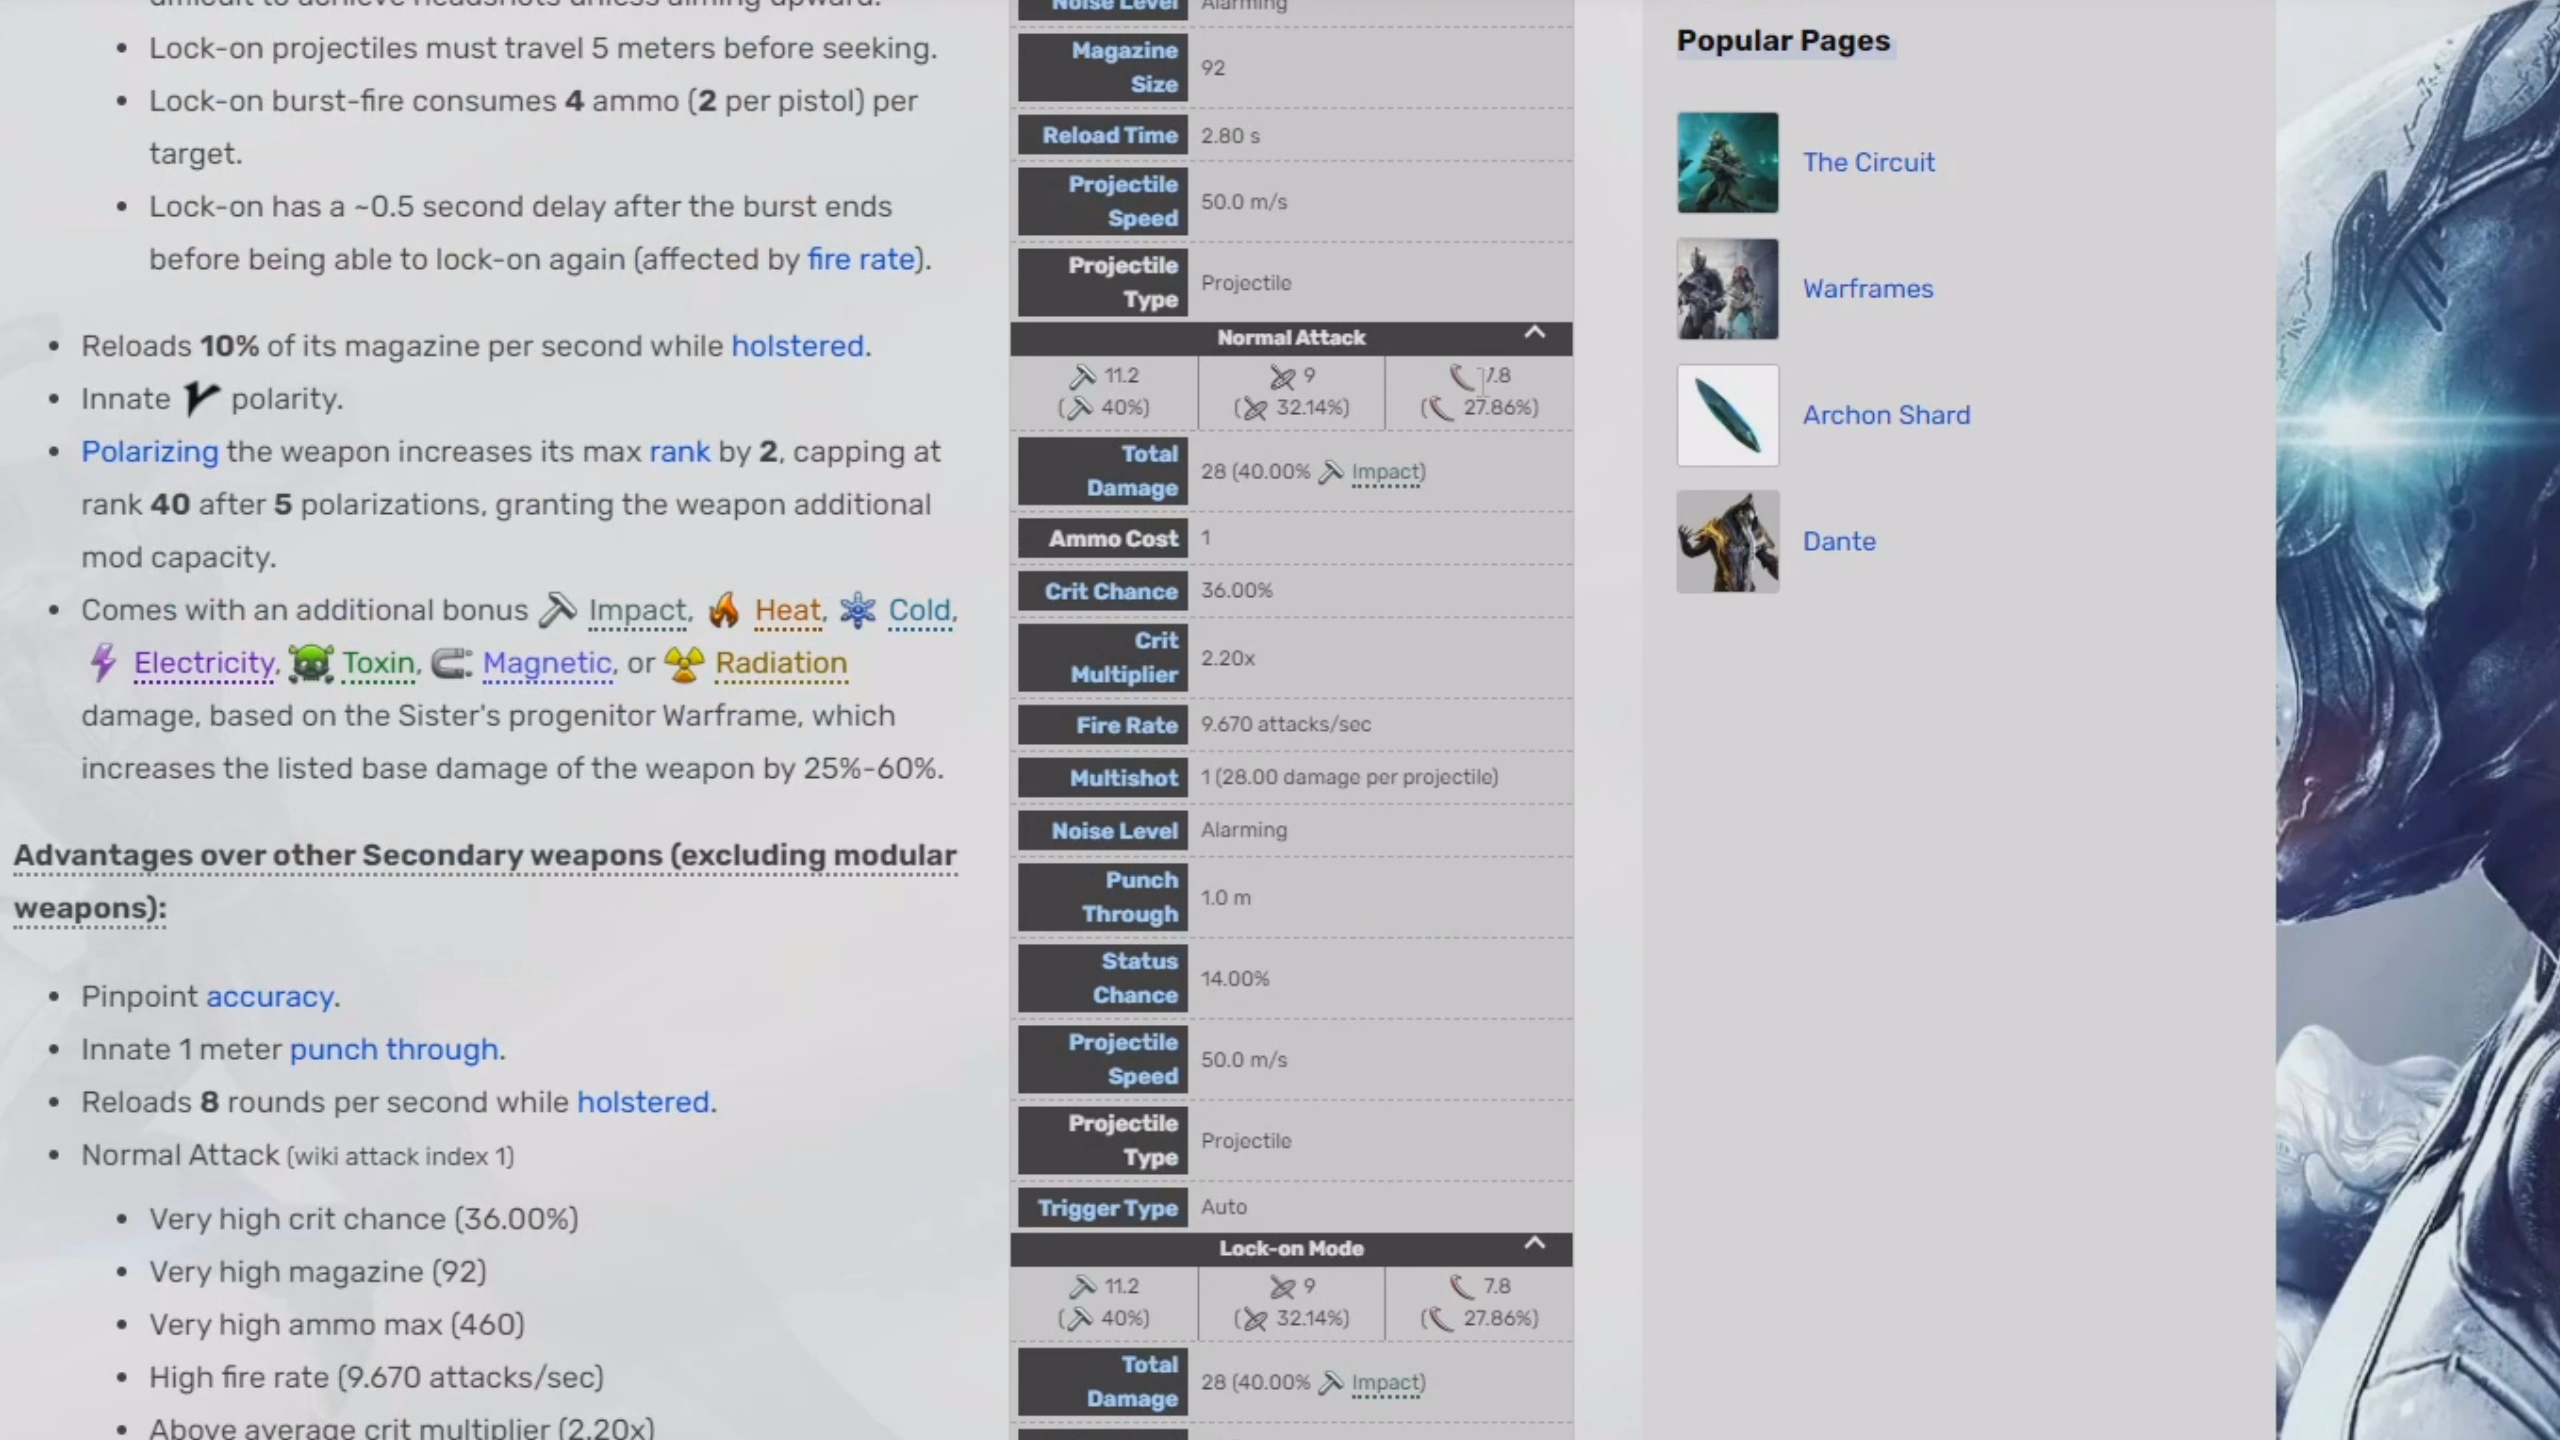 difficult to achieve headshots unless aiming upward.
• Lock-on projectiles must travel 5 meters before seeking.
• Lock-on burst-fire consumes 4 ammo (2 per pistol) per
target.
• Lock-on has a ~0.5 second delay after the burst ends
before being able to lock-on again (affected by fire rate).
• Reloads 10% of its magazine per second while holstered.
• Innate polarity.
• Polarizing the weapon increases its max rank by 2, capping at
rank 40 after 5 polarizations, granting the weapon additional
mod capacity.
• Comes with an additional bonus Impact, Heat, Cold,
Electricity, Toxin, Magnetic, or Radiation
damage, based on the Sister's progenitor Warframe, which
increases the listed base damage of the weapon by 25%-60%.
Advantages over other Secondary weapons (excluding modular
weapons):
• Pinpoint accuracy.
• Innate 1 meter punch through.
• Reloads 8 rounds per second while holstered.
• Normal Attack (wiki attack index 1)
• Very high crit chance (36.00%)
• Very high magazine (92)
• Very high ammo max (460)
• High fire rate (9.670 attacks/sec)
• Above average crit multiplier (2.20x)
Noise Level Alarming
Magazine
Size 92
Reload Time 2.80 s
Projectile
Speed 50.0 m/s
Projectile
Type Projectile
Normal Attack
11.2 9 7.8
(40%) (32.14%) (27.86%)
Total
Damage 28 (40.00% Impact)
Ammo Cost 1
Crit Chance 36.00%
Crit
Multiplier 2.20x
Fire Rate 9.670 attacks/sec
Multishot 1 (28.00 damage per projectile)
Noise Level Alarming
Punch
Through 1.0 m
Status
Chance 14.00%
Projectile
Speed 50.0 m/s
Projectile
Type Projectile
Trigger Type Auto
Lock-on Mode
11.2 9 7.8
(40%) (32.14%) (27.86%)
Total
Damage 28 (40.00% Impact)
Popular Pages
The Circuit
Warframes
Archon Shard
Dante